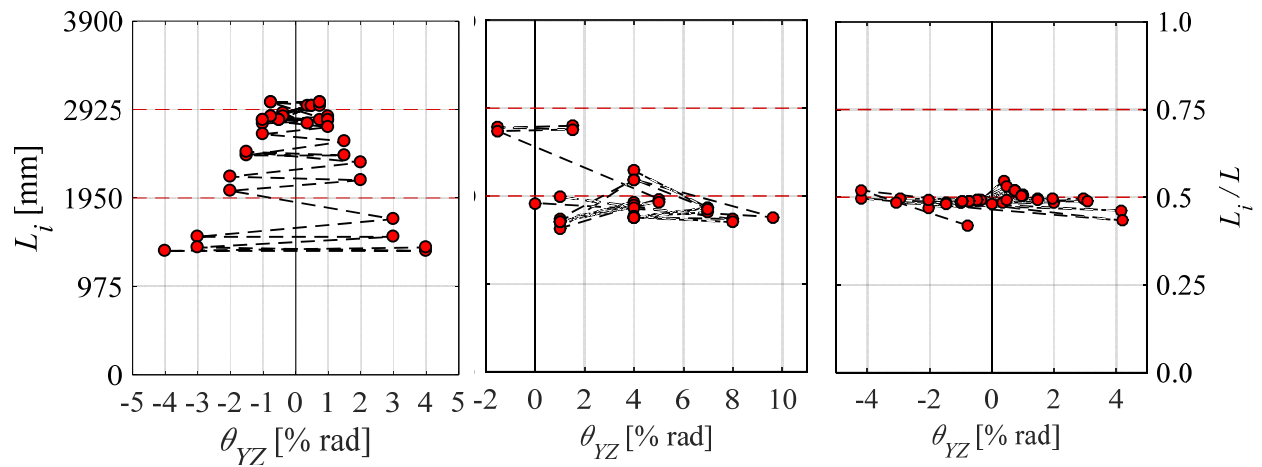 3900
2925
1950
975
0
L_i [mm]
-5 -4 -3 -2 -1 0 1 2 3 4 5
θ_YZ [% rad]
-2 0 2 4 6 8 10
θ_YZ [% rad]
-4 -2 0 2 4
θ_YZ [% rad]
1.0
0.75
0.5
0.25
0.0
L_i / L